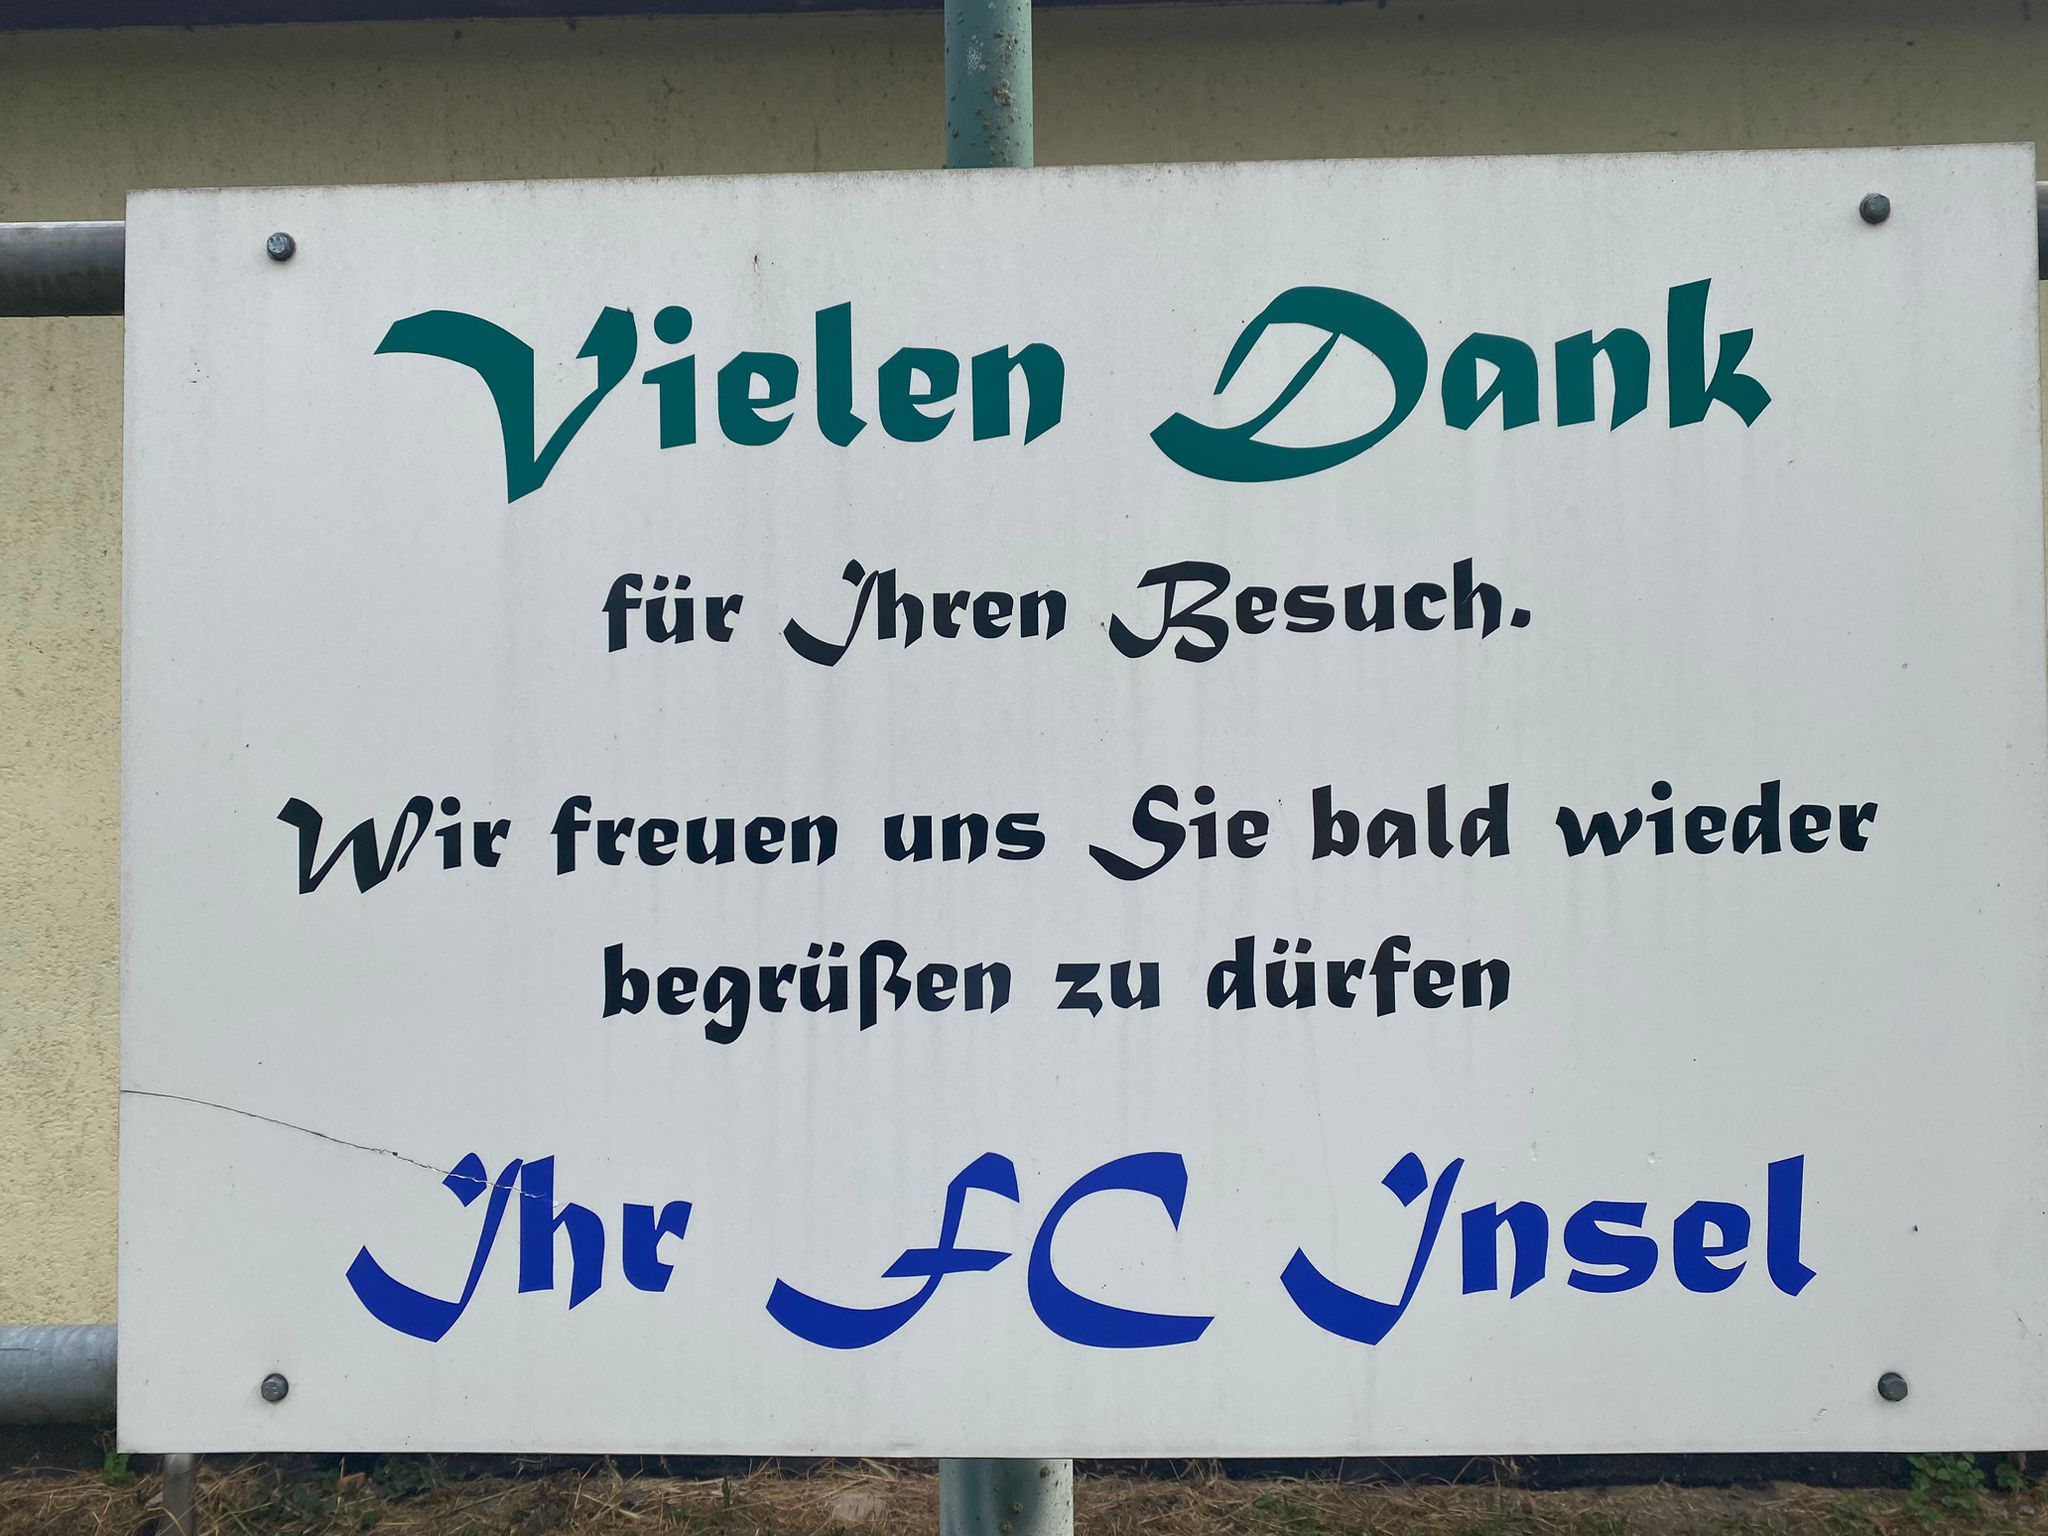 Vielen Dank
für Ihren Besuch.
Wir freuen uns Sie bald wieder
begrüßen zu dürfen
Ihr FC Insel